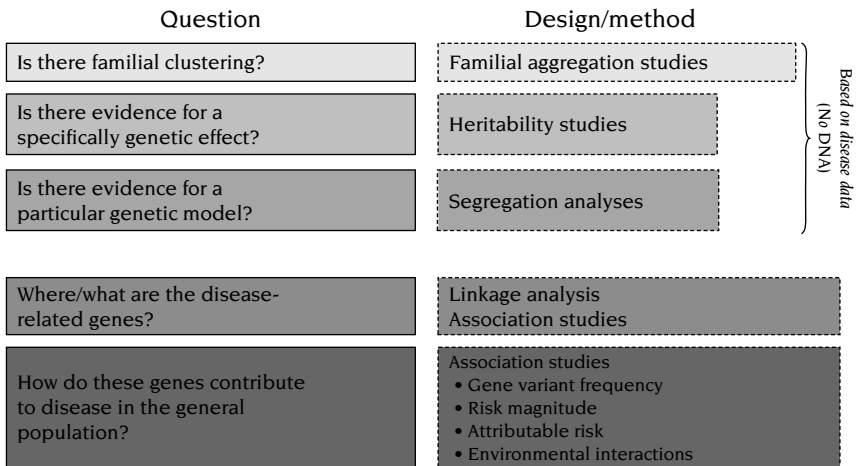 Question
Design/method
Is there familial clustering?
Familial aggregation studies
Is there evidence for a
specifically genetic effect?
Heritability studies
Is there evidence for a
particular genetic model?
Segregation analyses
Based on disease data
(No DNA)
Where/what are the disease-
related genes?
Linkage analysis
Association studies
How do these genes contribute
to disease in the general
population?
Association studies
• Gene variant frequency
• Risk magnitude
• Attributable risk
• Environmental interactions